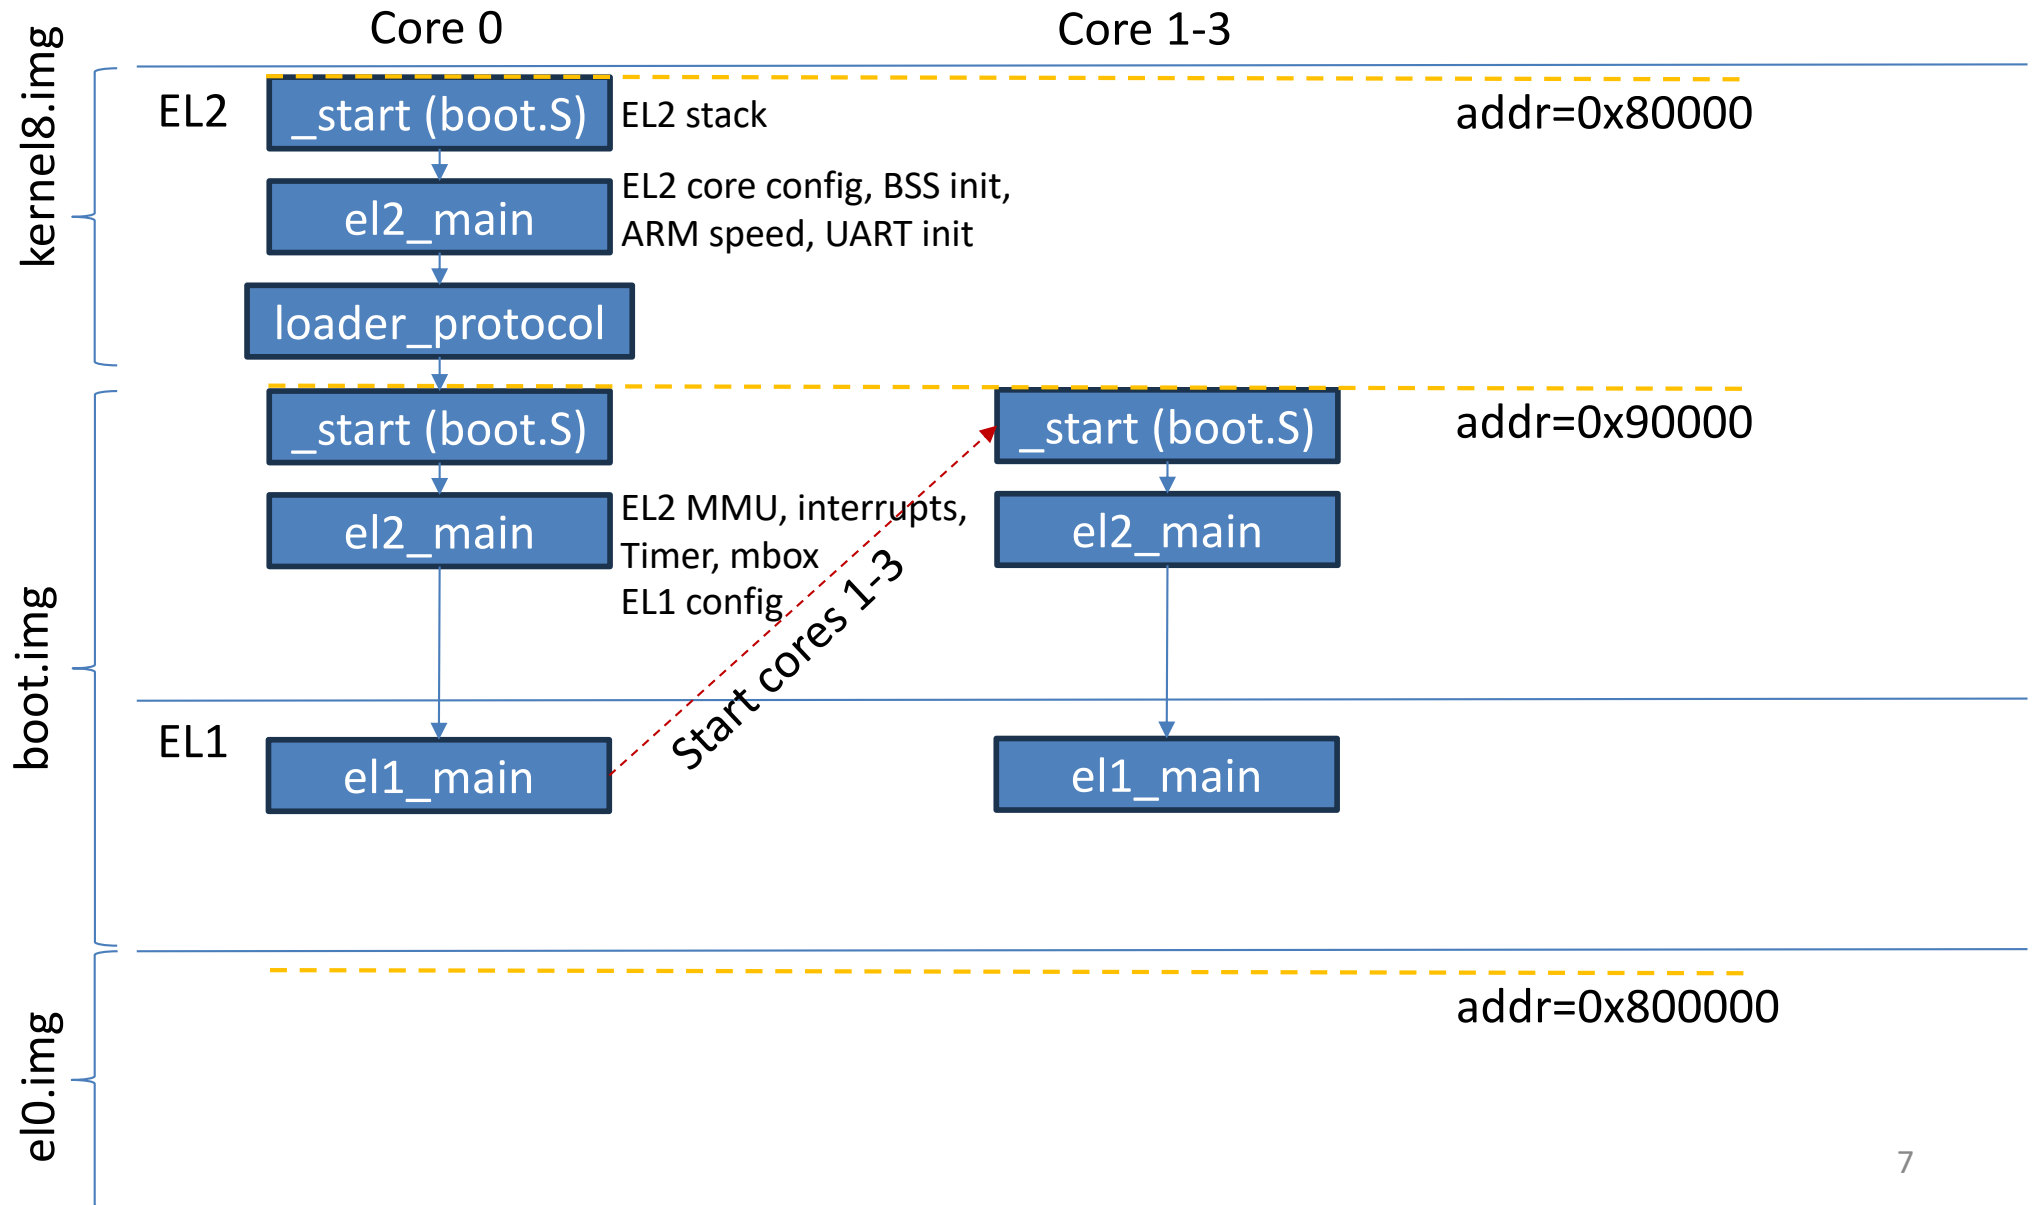 Core 0
Core 1-3
kernel8.img
EL2
_start (boot.S)
EL2 stack
addr=0x80000
el2_main
EL2 core config, BSS init,
ARM speed, UART init
loader_protocol
boot.img
_start (boot.S)
_start (boot.S)
addr=0x90000
el2_main
EL2 MMU, interrupts,
Timer, mbox
EL1 config
el2_main
Start cores 1-3
EL1
el1_main
el1_main
el0.img
addr=0x800000
7